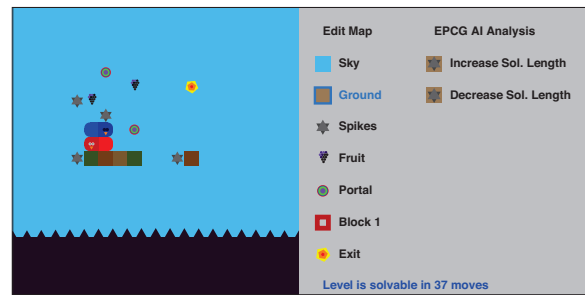 Edit Map
EPCG AI Analysis
Sky
Increase Sol. Length
Ground
Decrease Sol. Length
Spikes
Fruit
Portal
Block 1
Exit
Level is solvable in 37 moves